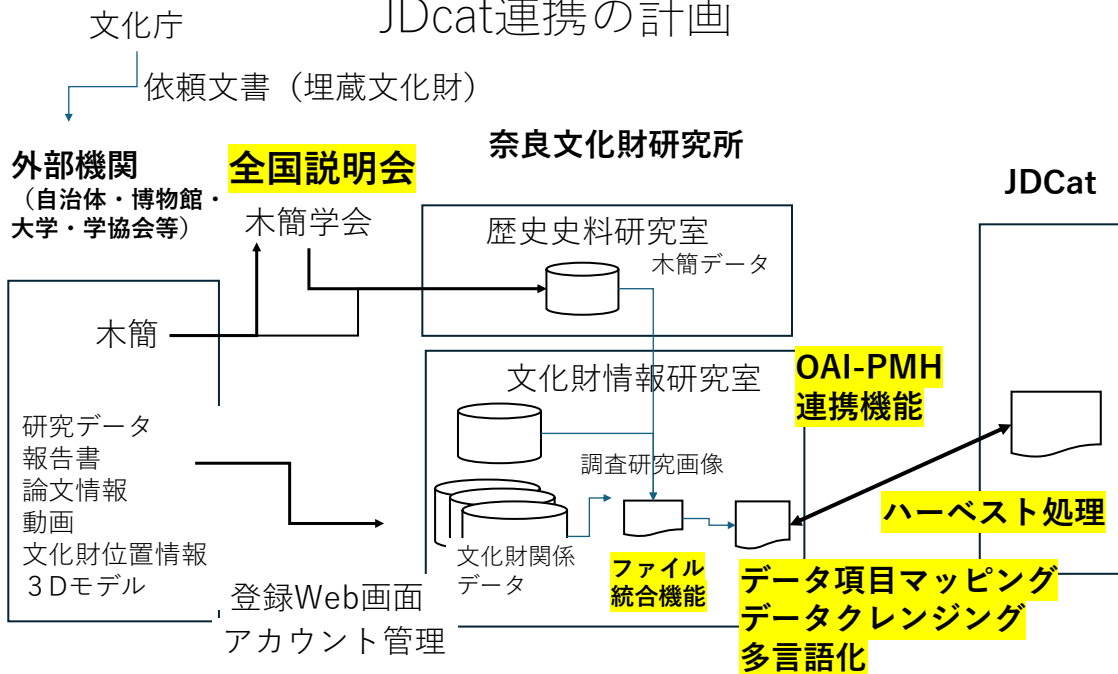 JDcat連携の計画
文化庁
依頼文書（埋蔵文化財）
外部機関
（自治体・博物館・
大学・学協会等）
全国説明会
木簡学会
奈良文化財研究所
JDCat
歴史史料研究室
木簡データ
木簡
研究データ
報告書
論文情報
動画
文化財位置情報
３Dモデル
文化財情報研究室
調査研究画像
文化財関係
データ
ファイル
統合機能
OAI-PMH
連携機能
ハーベスト処理
データ項目マッピング
データクレンジング
多言語化
登録Web画面
アカウント管理